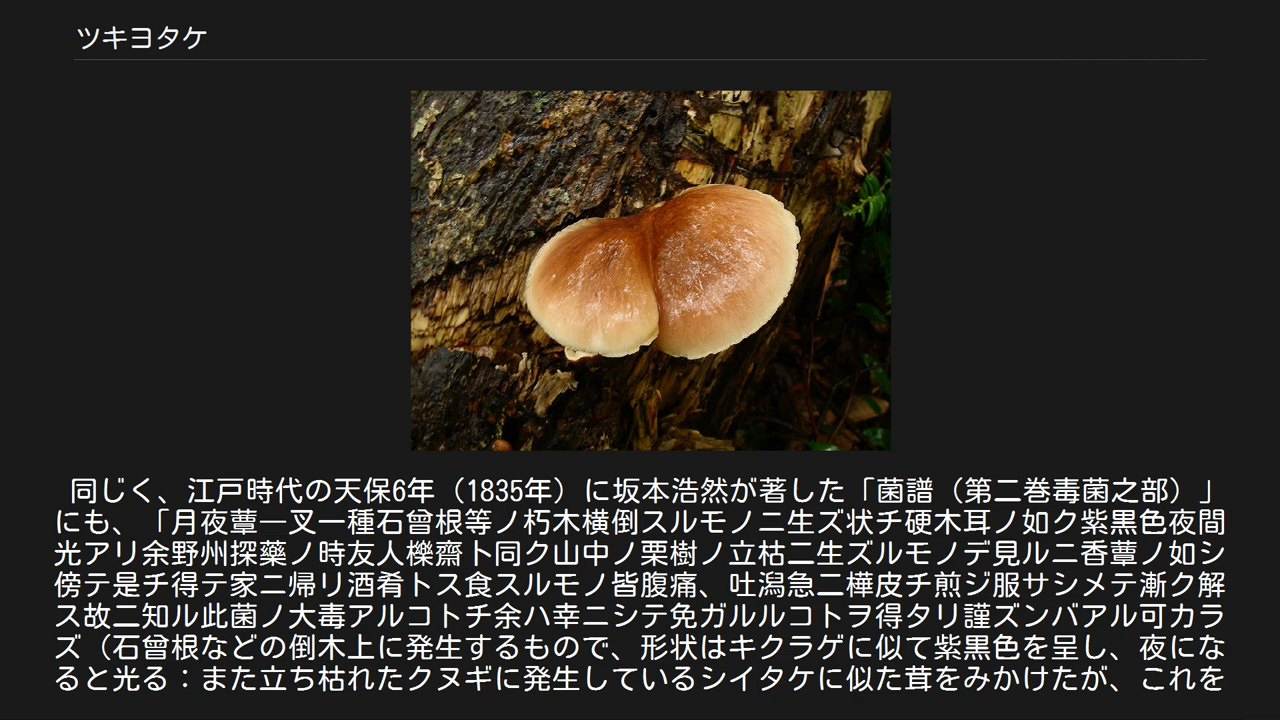 ツキヨタケ
同じく、江戸時代の天保6年（1835年）に坂本浩然が著した「菌譜（第二巻毒菌之部）」
にも、「月夜蕈―叉一種石曾根等ノ朽木横倒スルモノニ生ズ状チ硬木耳ノ如ク紫黒色夜間
光アリ余野州探藥ノ時友人櫟齋ト同ク山中ノ栗樹ノ立枯二生ズルモノデ見ルニ香蕈ノ如シ
傍テ是チ得テ家ニ帰リ酒肴トス食スルモノ皆腹痛、吐潟急二樺皮チ煎ジ服サシメテ漸ク解
ス故二知ル此菌ノ大毒アルコトチ余ハ幸ニシテ免ガルルコトヲ得タリ謹ズンバアル可カラ
ズ（石曾根などの倒木上に発生するもので、形状はキクラゲに似て紫黒色を呈し、夜にな
ると光る：また立ち枯れたクヌギに発生しているシイタケに似た茸をみかけたが、これを